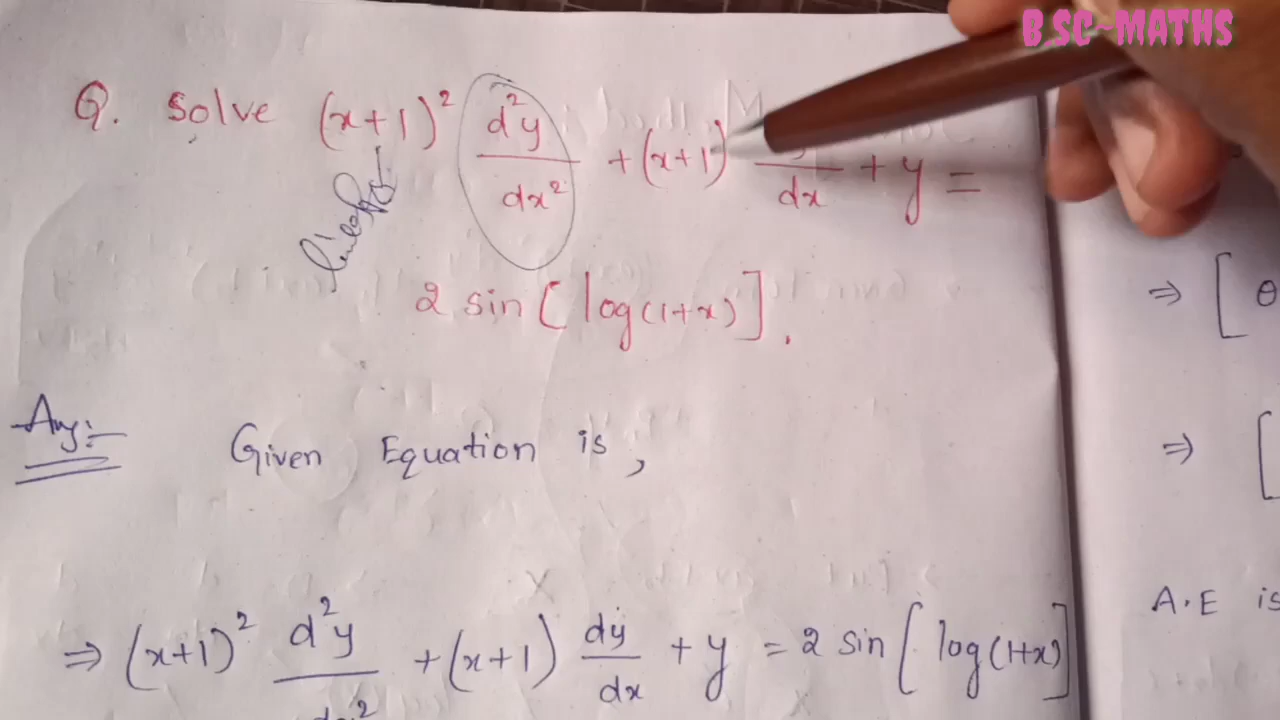 B.SC-MATHS
Q. Solve (x+1)² d²y/dx² + (x+1) y/dx + y =
2 sin [log(1+x)].
Ans:-
Given Equation is,
⇒ (x+1)² d²y/dx² + (x+1) dy/dx + y = 2 sin [log(1+x)]
⇒ [θ
⇒ [
A.E is